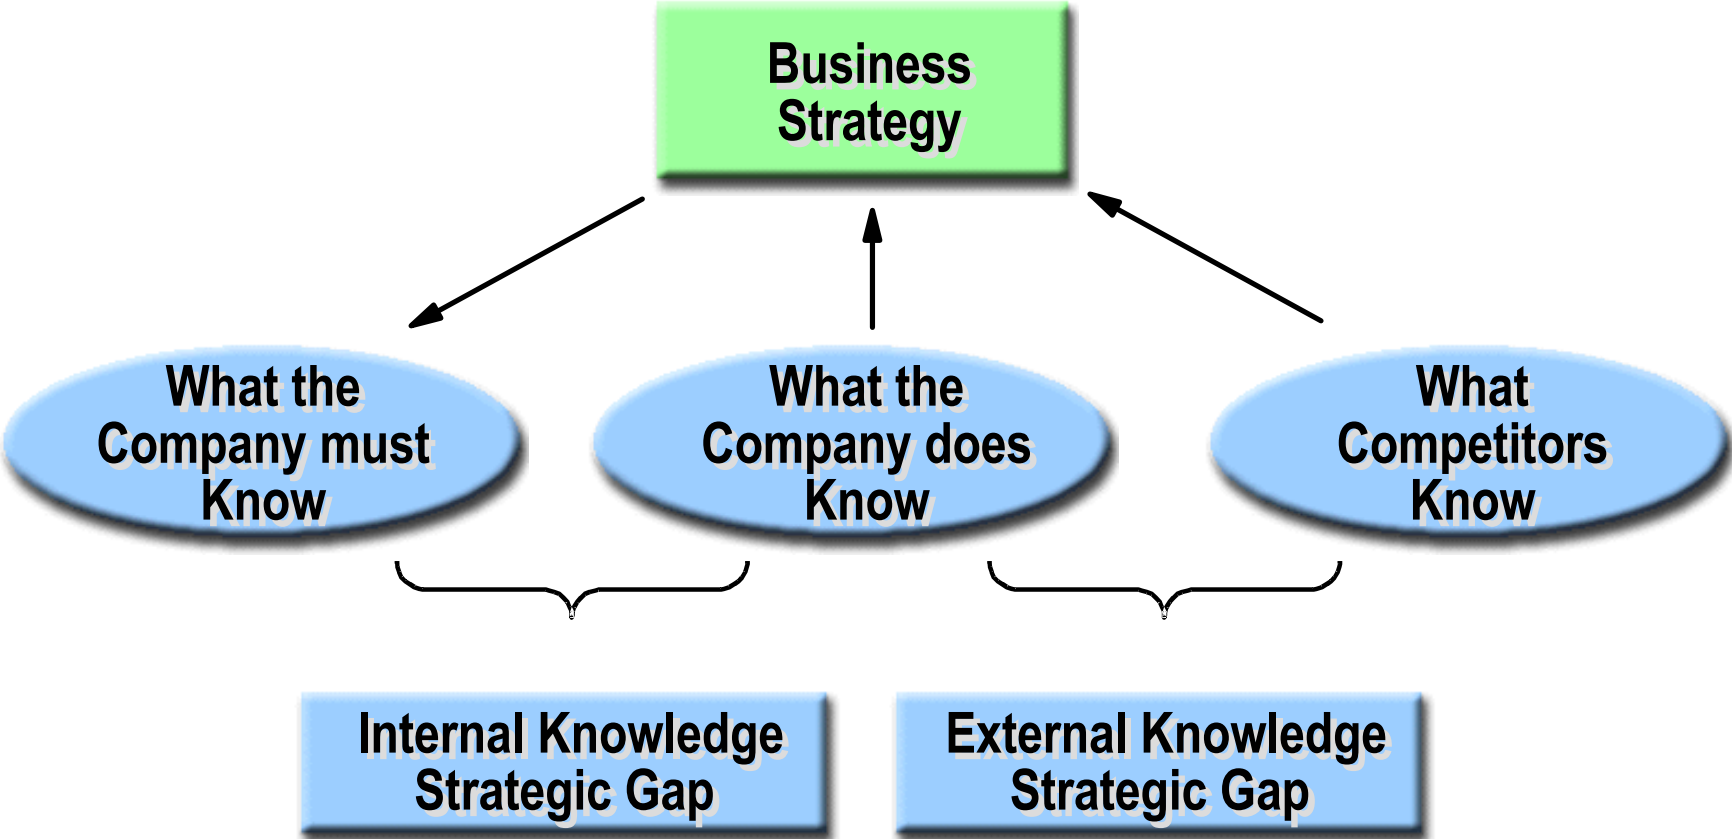 Business
Strategy
What the
Company must
Know
What the
Company does
Know
What
Competitors
Know
Internal Knowledge
Strategic Gap
External Knowledge
Strategic Gap